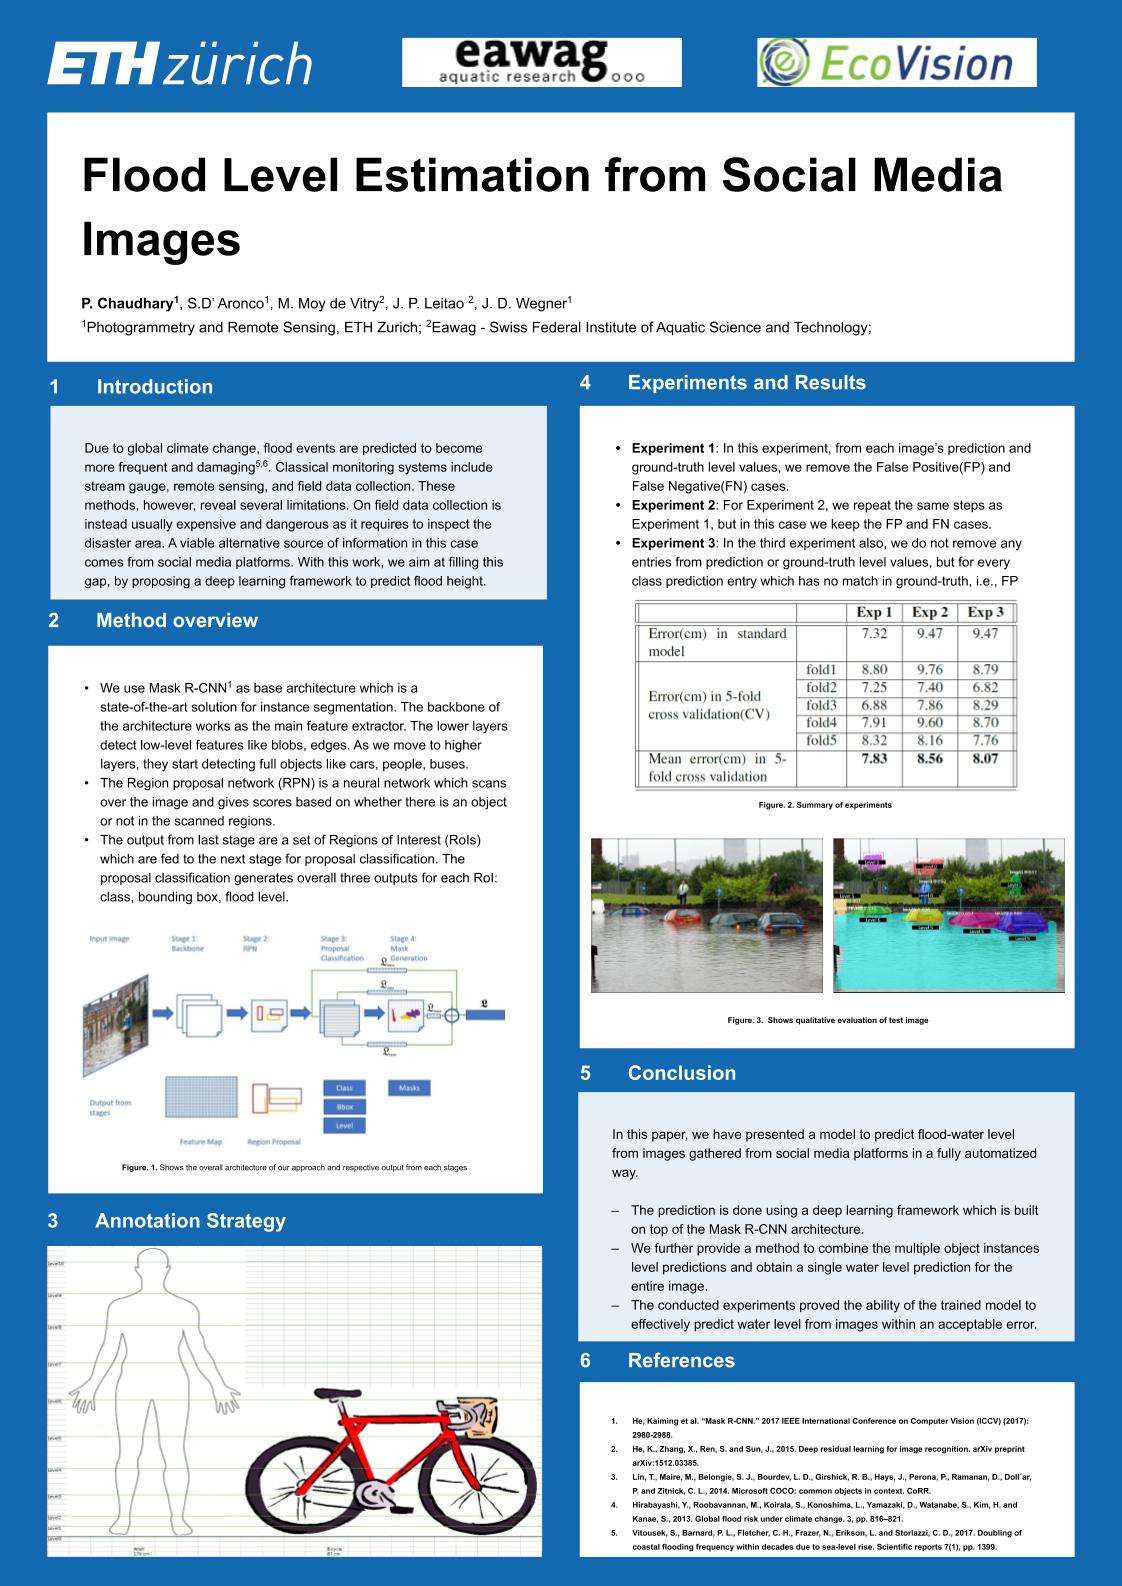 ETH zürich
eawag
aquatic research
EcoVision
Flood Level Estimation from Social Media
Images
P. Chaudhary1, S.D' Aronco1, M. Moy de Vitry2, J. P. Leitao 2, J. D. Wegner1
1Photogrammetry and Remote Sensing, ETH Zurich; 2Eawag - Swiss Federal Institute of Aquatic Science and Technology;
1 Introduction
Due to global climate change, flood events are predicted to become
more frequent and damaging5,6. Classical monitoring systems include
stream gauge, remote sensing, and field data collection. These
methods, however, reveal several limitations. On field data collection is
instead usually expensive and dangerous as it requires to inspect the
disaster area. A viable alternative source of information in this case
comes from social media platforms. With this work, we aim at filling this
gap, by proposing a deep learning framework to predict flood height.
2 Method overview
• We use Mask R-CNN1 as base architecture which is a
state-of-the-art solution for instance segmentation. The backbone of
the architecture works as the main feature extractor. The lower layers
detect low-level features like blobs, edges. As we move to higher
layers, they start detecting full objects like cars, people, buses.
• The Region proposal network (RPN) is a neural network which scans
over the image and gives scores based on whether there is an object
or not in the scanned regions.
• The output from last stage are a set of Regions of Interest (RoIs)
which are fed to the next stage for proposal classification. The
proposal classification generates overall three outputs for each RoI:
class, bounding box, flood level.
Input Image
Stage 1:
Backbone
Stage 2:
RPN
Stage 3:
Proposal
Classification
Stage 4:
Mask
Generation
Output from
stages
Feature Map
Region Proposal
Class
Bbox
Level
Masks
Figure. 1. Shows the overall architecture of our approach and respective output from each stages
3 Annotation Strategy
Level10
Level9
Level8
Level7
Level6
Level5
Level4
Level3
Level2
Level1
Level0
Adult
170 cm
Bicycle
87 cm
4 Experiments and Results
• Experiment 1: In this experiment, from each image's prediction and
ground-truth level values, we remove the False Positive(FP) and
False Negative(FN) cases.
• Experiment 2: For Experiment 2, we repeat the same steps as
Experiment 1, but in this case we keep the FP and FN cases.
• Experiment 3: In the third experiment also, we do not remove any
entries from prediction or ground-truth level values, but for every
class prediction entry which has no match in ground-truth, i.e., FP
Exp 1 Exp 2 Exp 3
Error(cm) in standard
model
7.32 9.47 9.47
Error(cm) in 5-fold
cross validation(CV)
fold1 8.80 9.76 8.79
fold2 7.25 7.40 6.82
fold3 6.88 7.86 8.29
fold4 7.91 9.60 8.70
fold5 8.32 8.16 7.76
Mean error(cm) in 5-
fold cross validation
7.83 8.56 8.07
Figure. 2. Summary of experiments
Figure. 3. Shows qualitative evaluation of test image
5 Conclusion
In this paper, we have presented a model to predict flood-water level
from images gathered from social media platforms in a fully automatized
way.
– The prediction is done using a deep learning framework which is built
on top of the Mask R-CNN architecture.
– We further provide a method to combine the multiple object instances
level predictions and obtain a single water level prediction for the
entire image.
– The conducted experiments proved the ability of the trained model to
effectively predict water level from images within an acceptable error.
6 References
1. He, Kaiming et al. “Mask R-CNN.” 2017 IEEE International Conference on Computer Vision (ICCV) (2017):
2980-2988.
2. He, K., Zhang, X., Ren, S. and Sun, J., 2015. Deep residual learning for image recognition. arXiv preprint
arXiv:1512.03385.
3. Lin, T., Maire, M., Belongie, S. J., Bourdev, L. D., Girshick, R. B., Hays, J., Perona, P., Ramanan, D., Doll´ar,
P. and Zitnick, C. L., 2014. Microsoft COCO: common objects in context. CoRR.
4. Hirabayashi, Y., Roobavannam, M., Koirala, S., Konoshima, L., Yamazaki, D., Watanabe, S., Kim, H. and
Kanae, S., 2013. Global flood risk under climate change. 3, pp. 816–821.
5. Vitousek, S., Barnard, P. L., Fletcher, C. H., Frazer, N., Erikson, L. and Storlazzi, C. D., 2017. Doubling of
coastal flooding frequency within decades due to sea-level rise. Scientific reports 7(1), pp. 1399.